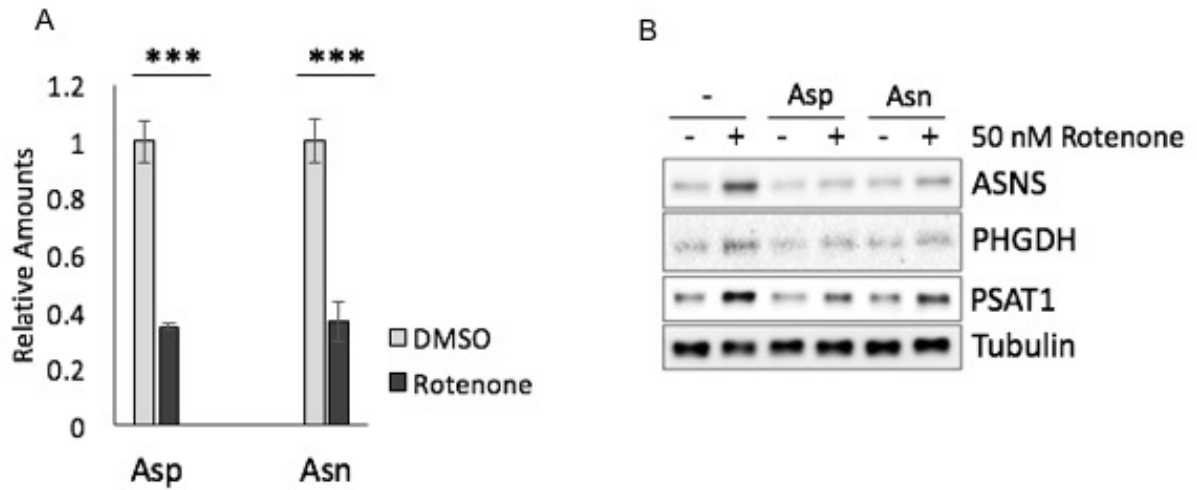 A
*** ***
1.2
1
0.8
0.6
0.4
0.2
0
Relative Amounts
DMSO
Rotenone
Asp Asn
B
- Asp Asn
- + - + - + 50 nM Rotenone
ASNS
PHGDH
PSAT1
Tubulin